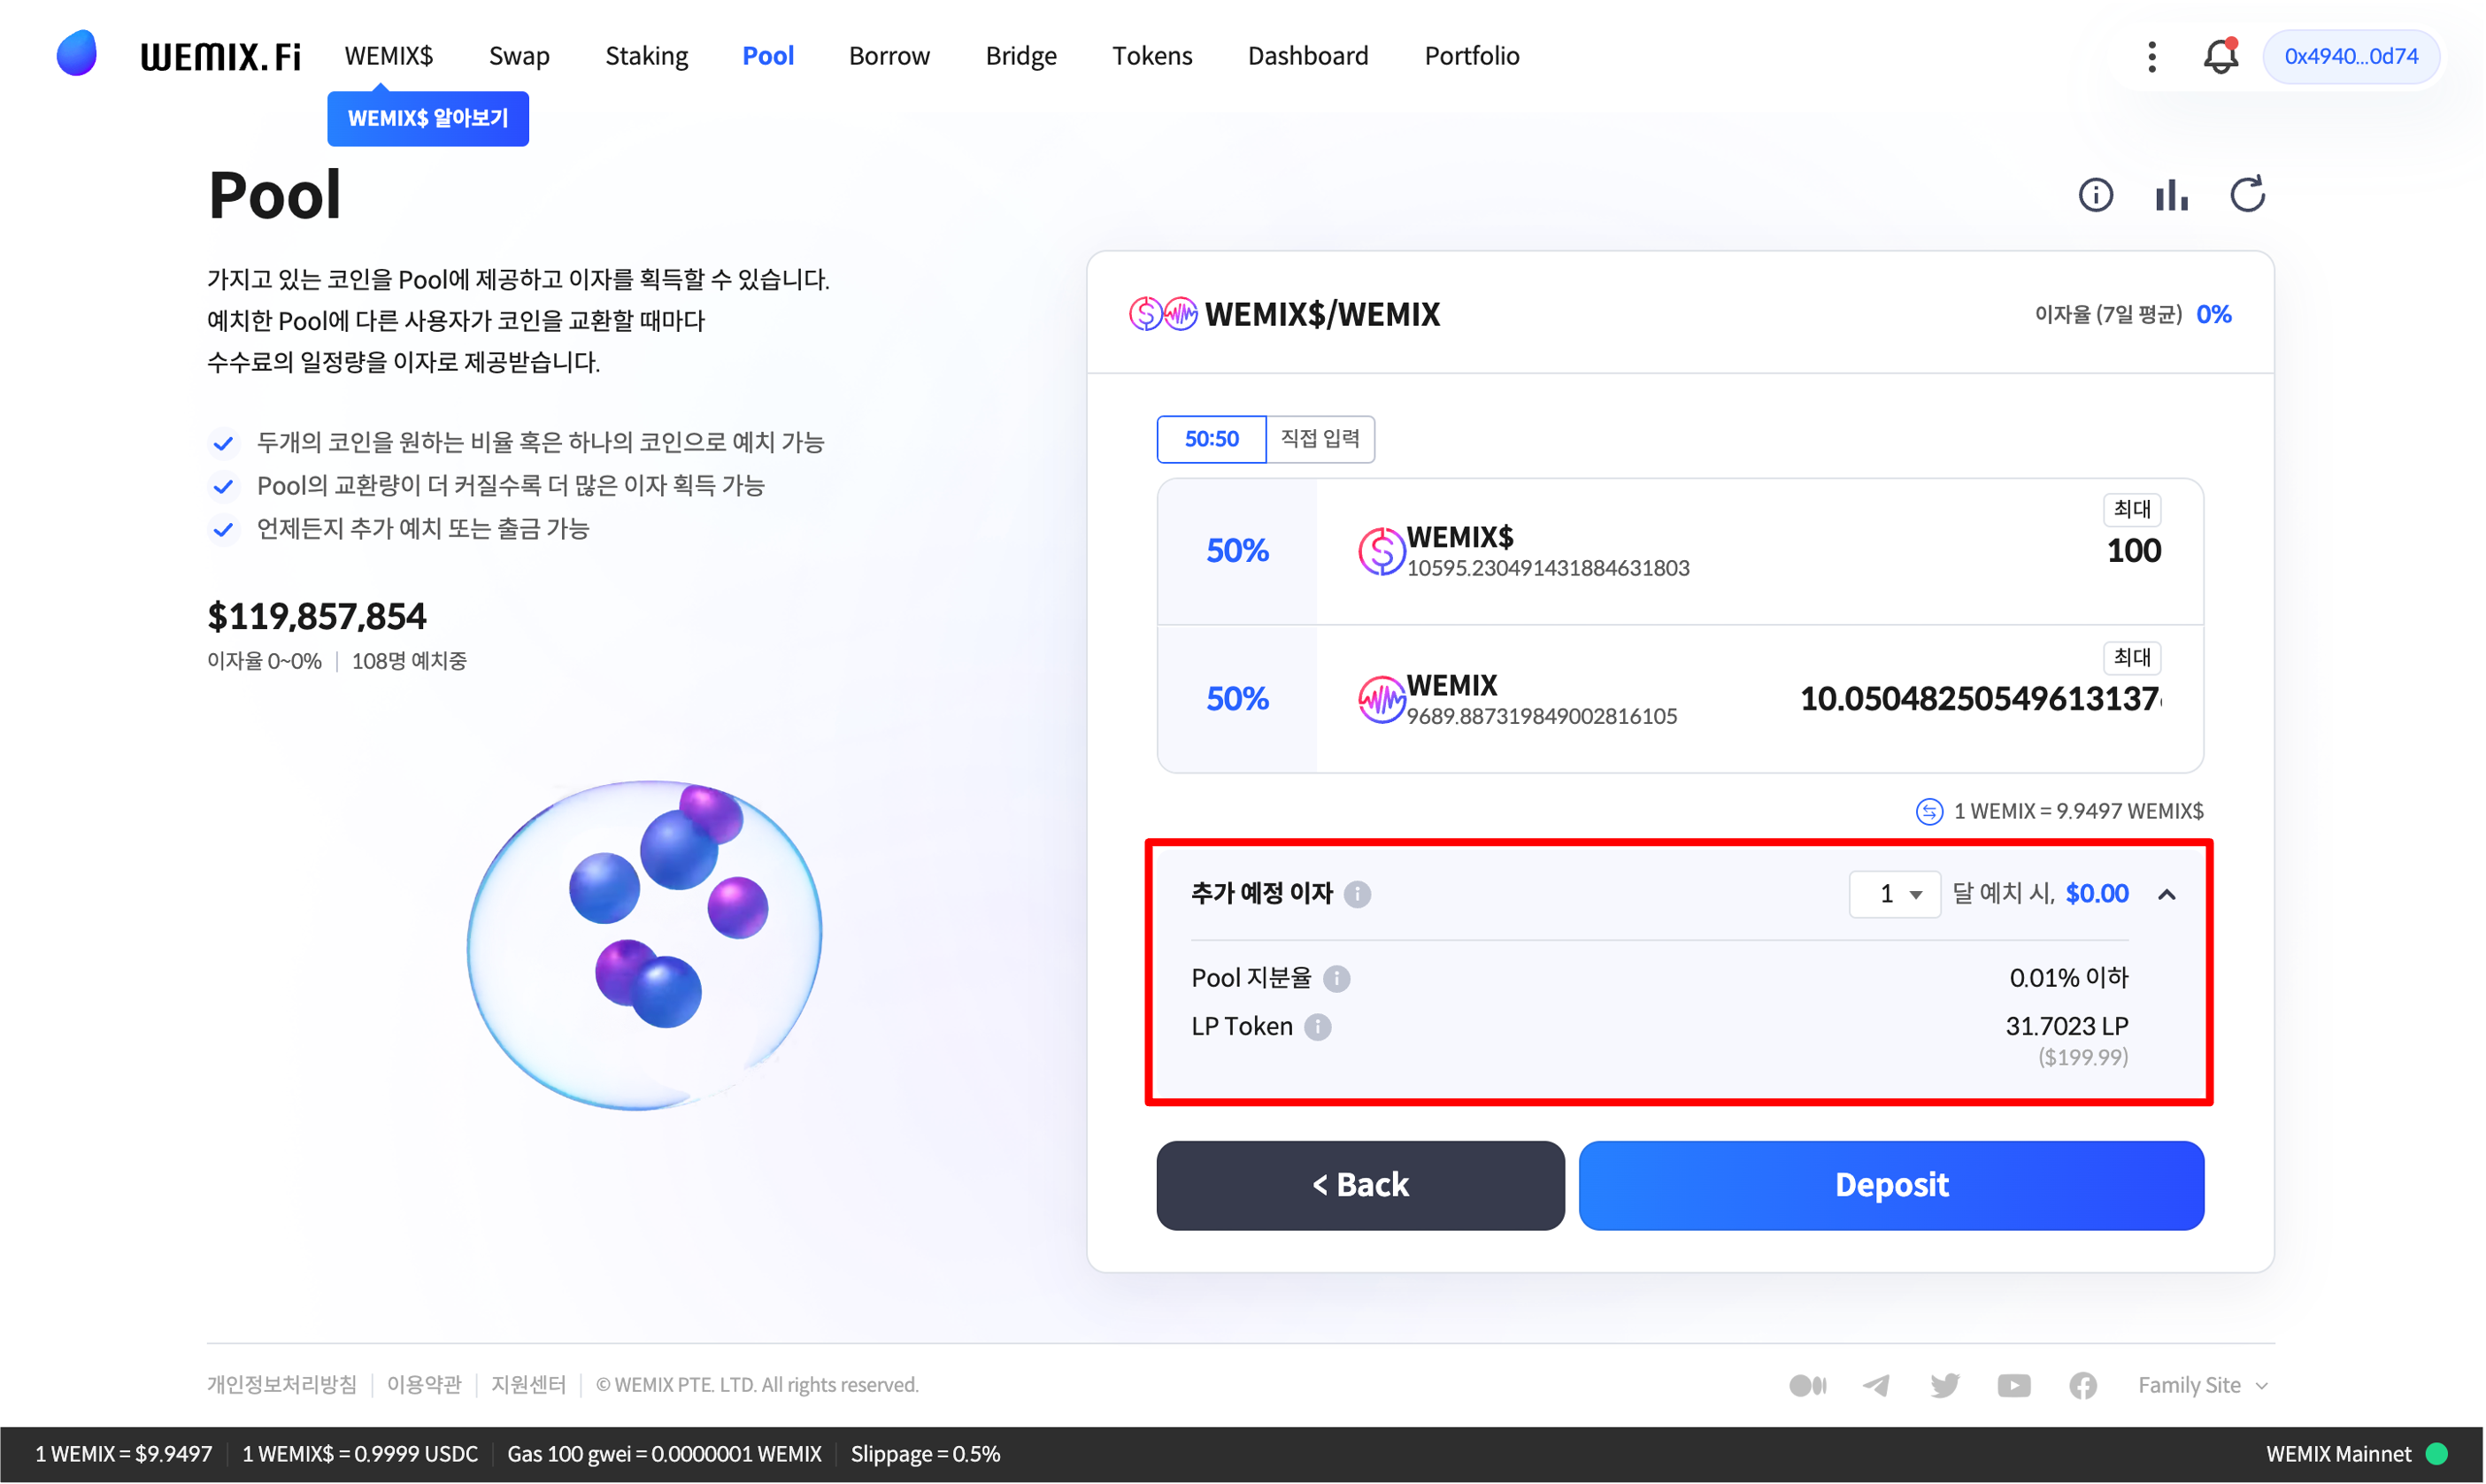 WEMIX.Fi
WEMIX$ Swap Staking Pool Borrow Bridge Tokens Dashboard Portfolio
0x4940...0d74
WEMIX$ 알아보기
Pool
가지고 있는 코인을 Pool에 제공하고 이자를 획득할 수 있습니다.
예치한 Pool에 다른 사용자가 코인을 교환할 때마다
수수료의 일정량을 이자로 제공받습니다.
두개의 코인을 원하는 비율 혹은 하나의 코인으로 예치 가능
Pool의 교환량이 더 커질수록 더 많은 이자 획득 가능
언제든지 추가 예치 또는 출금 가능
$119,857,854
이자율 0~0% 108명 예치중
WEMIX$/WEMIX
이자율 (7일 평균) 0%
50:50 직접 입력
최대
50% WEMIX$ 100
10595.230491431884631803
최대
50% WEMIX 10.0504825054961313​7
9689.887319849002816105
1 WEMIX = 9.9497 WEMIX$
추가 예정 이자 1 달 예치 시, $0.00
Pool 지분율 0.01% 이하
LP Token 31.7023 LP
($199.99)
< Back
Deposit
개인정보처리방침 이용약관 지원센터 © WEMIX PTE. LTD. All rights reserved.
Family Site
1 WEMIX = $9.9497 1 WEMIX$ = 0.9999 USDC Gas 100 gwei = 0.0000001 WEMIX Slippage = 0.5%
WEMIX Mainnet